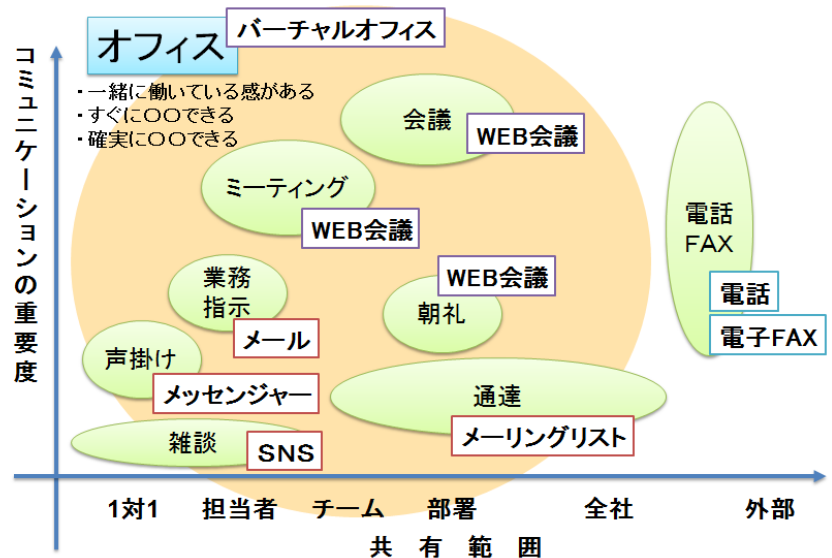 コミュニケーションの重要度
オフィス
バーチャルオフィス
・一緒に働いている感がある
・すぐに〇〇できる
・確実に〇〇できる
会議
WEB会議
ミーティング
WEB会議
電話
FAX
電話
電子FAX
業務
指示
メール
WEB会議
朝礼
声掛け
メッセンジャー
通達
メーリングリスト
雑談
SNS
1対1 担当者 チーム 部署 全社 外部
共有範囲